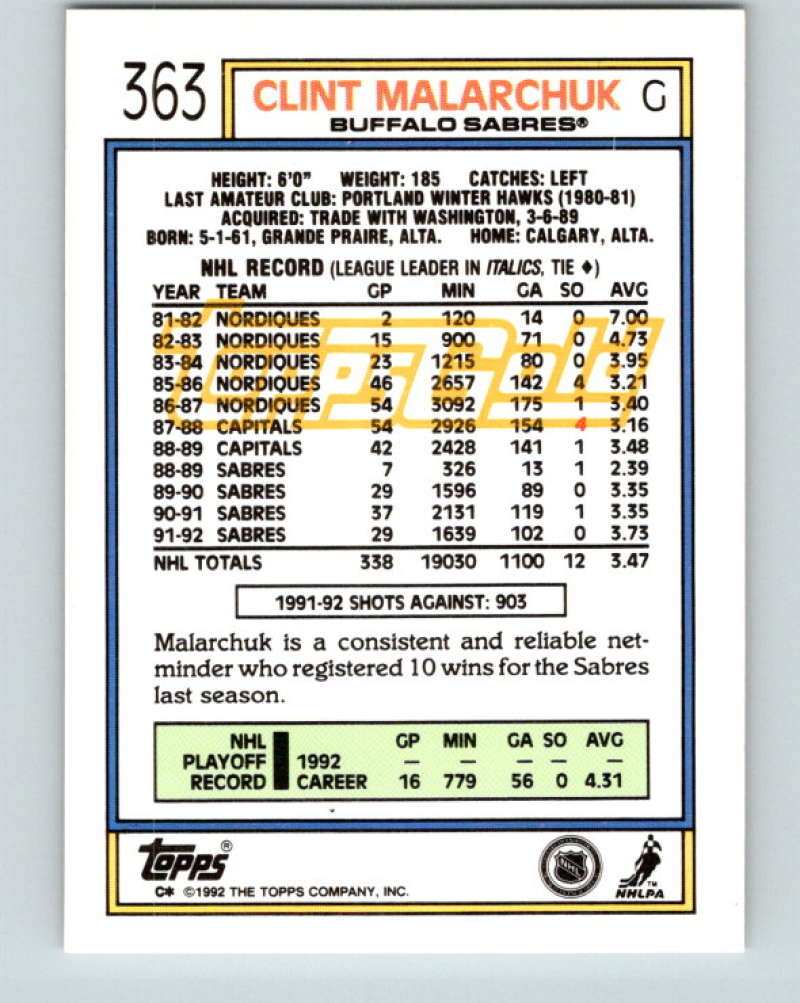 363 CLINT MALARCHUK G
BUFFALO SABRES®
HEIGHT: 6'0" WEIGHT: 185 CATCHES: LEFT
LAST AMATEUR CLUB: PORTLAND WINTER HAWKS (1980-81)
ACQUIRED: TRADE WITH WASHINGTON, 3-6-89
BORN: 5-1-61, GRANDE PRAIRE, ALTA. HOME: CALGARY, ALTA.
NHL RECORD (LEAGUE LEADER IN ITALICS, TIE ♦)
YEAR TEAM GP MIN GA SO AVG
81-82 NORDIQUES 2 120 14 0 7.00
82-83 NORDIQUES 15 900 71 0 4.73
83-84 NORDIQUES 23 1215 80 0 3.95
85-86 NORDIQUES 46 2657 142 4 3.21
86-87 NORDIQUES 54 3092 175 1 3.40
87-88 CAPITALS 54 2926 154 4 3.16
88-89 CAPITALS 42 2428 141 1 3.48
88-89 SABRES 7 326 13 1 2.39
89-90 SABRES 29 1596 89 0 3.35
90-91 SABRES 37 2131 119 1 3.35
91-92 SABRES 29 1639 102 0 3.73
NHL TOTALS 338 19030 1100 12 3.47
ToppsGold
1991-92 SHOTS AGAINST: 903
Malarchuk is a consistent and reliable net-
minder who registered 10 wins for the Sabres
last season.
NHL GP MIN GA SO AVG
PLAYOFF 1992 — — — — —
RECORD CAREER 16 779 56 0 4.31
TOPPS®
C* ©1992 THE TOPPS COMPANY, INC.
NHL
NHLPA™